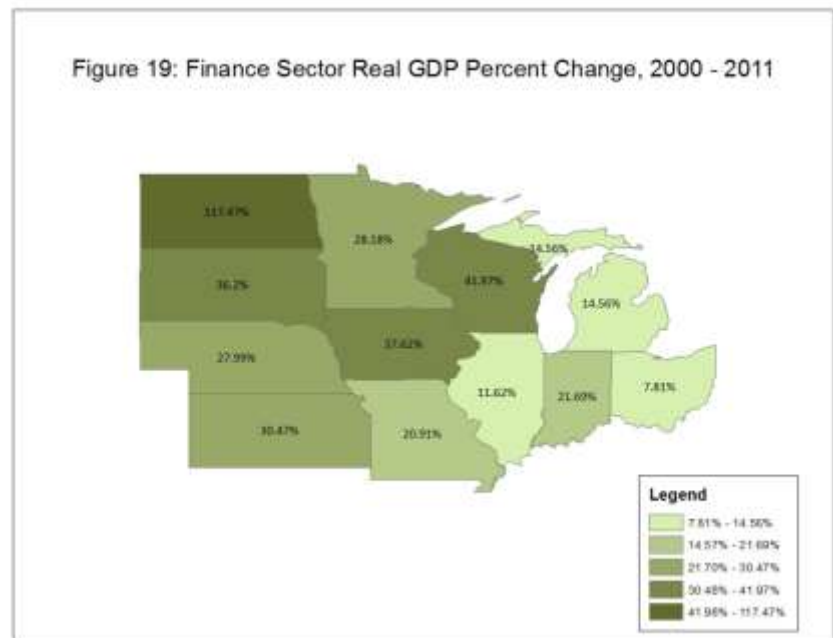 Figure 19: Finance Sector Real GDP Percent Change, 2000 - 2011
117.47%
28.18%
14.56%
36.2%
41.97%
14.56%
37.62%
27.99%
11.62%
21.69%
7.81%
30.47%
20.91%
Legend
7.81% - 14.56%
14.57% - 21.69%
21.70% - 30.47%
30.48% - 41.97%
41.98% - 117.47%